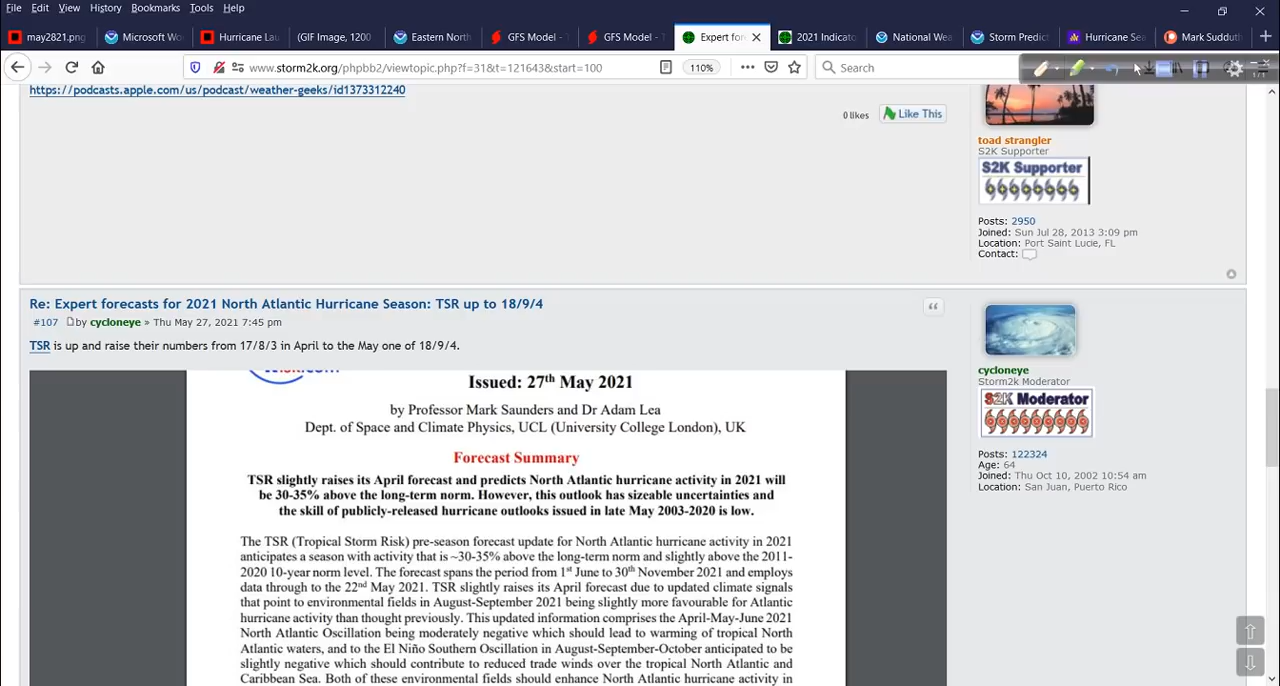 File Edit View History Bookmarks Tools Help
may2821.png Microsoft Wo Hurricane Lau (GIF Image, 1200 Eastern North GFS Model - GFS Model - T Expert for 2021 Indicato National Wea Storm Predict Hurricane Sea Mark Sudduth
www.storm2k.org/phpbb2/viewtopic.php?f=31&t=121643&start=100 110% Search
https://podcasts.apple.com/us/podcast/weather-geeks/id1373312240
0 likes Like This
toad strangler
S2K Supporter
S2K Supporter
Posts: 2950
Joined: Sun Jul 28, 2013 3:09 pm
Location: Port Saint Lucie, FL
Contact:
Re: Expert forecasts for 2021 North Atlantic Hurricane Season: TSR up to 18/9/4
#107 by cycloneye » Thu May 27, 2021 7:45 pm
TSR is up and raise their numbers from 17/8/3 in April to the May one of 18/9/4.
cycloneye
Storm2k Moderator
S2K Moderator
Posts: 122324
Age: 64
Joined: Thu Oct 10, 2002 10:54 am
Location: San Juan, Puerto Rico
Issued: 27th May 2021
by Professor Mark Saunders and Dr Adam Lea
Dept. of Space and Climate Physics, UCL (University College London), UK
Forecast Summary
TSR slightly raises its April forecast and predicts North Atlantic hurricane activity in 2021 will
be 30-35% above the long-term norm. However, this outlook has sizeable uncertainties and
the skill of publicly-released hurricane outlooks issued in late May 2003-2020 is low.
The TSR (Tropical Storm Risk) pre-season forecast update for North Atlantic hurricane activity in 2021
anticipates a season with activity that is ~30-35% above the long-term norm and slightly above the 2011-
2020 10-year norm level. The forecast spans the period from 1st June to 30th November 2021 and employs
data through to the 22nd May 2021. TSR slightly raises its April forecast due to updated climate signals
that point to environmental fields in August-September 2021 being slightly more favourable for Atlantic
hurricane activity than thought previously. This updated information comprises the April-May-June 2021
North Atlantic Oscillation being moderately negative which should lead to warming of tropical North
Atlantic waters, and to the El Niño Southern Oscillation in August-September-October anticipated to be
slightly negative which should contribute to reduced trade winds over the tropical North Atlantic and
Caribbean Sea. Both of these environmental fields should enhance North Atlantic hurricane activity in